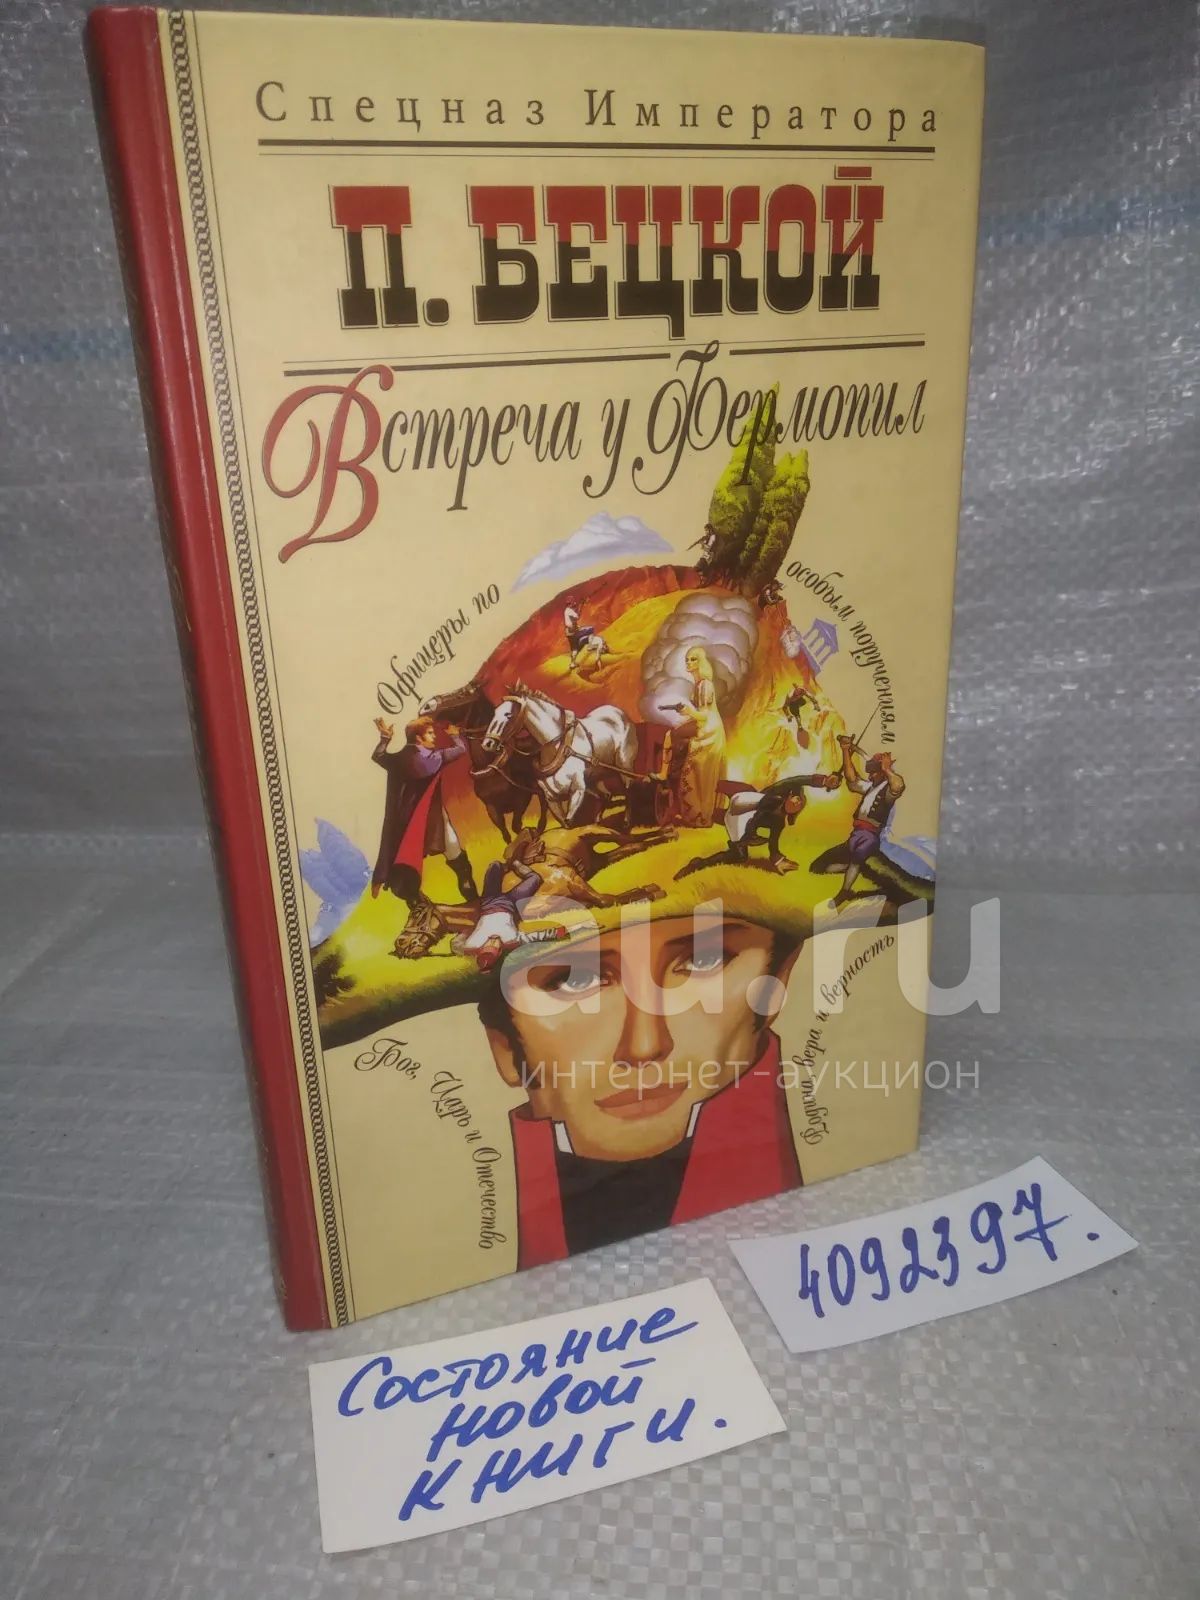 Спецназ Императора
П. БЕЦКОЙ
Встреча у Фермопил
Офицеры по
особым поручениям
Бог, Царь и Отечество
Родина, вера и верность
au.ru
интернет-аукцион
4092397.
Состояние
новой
книги.